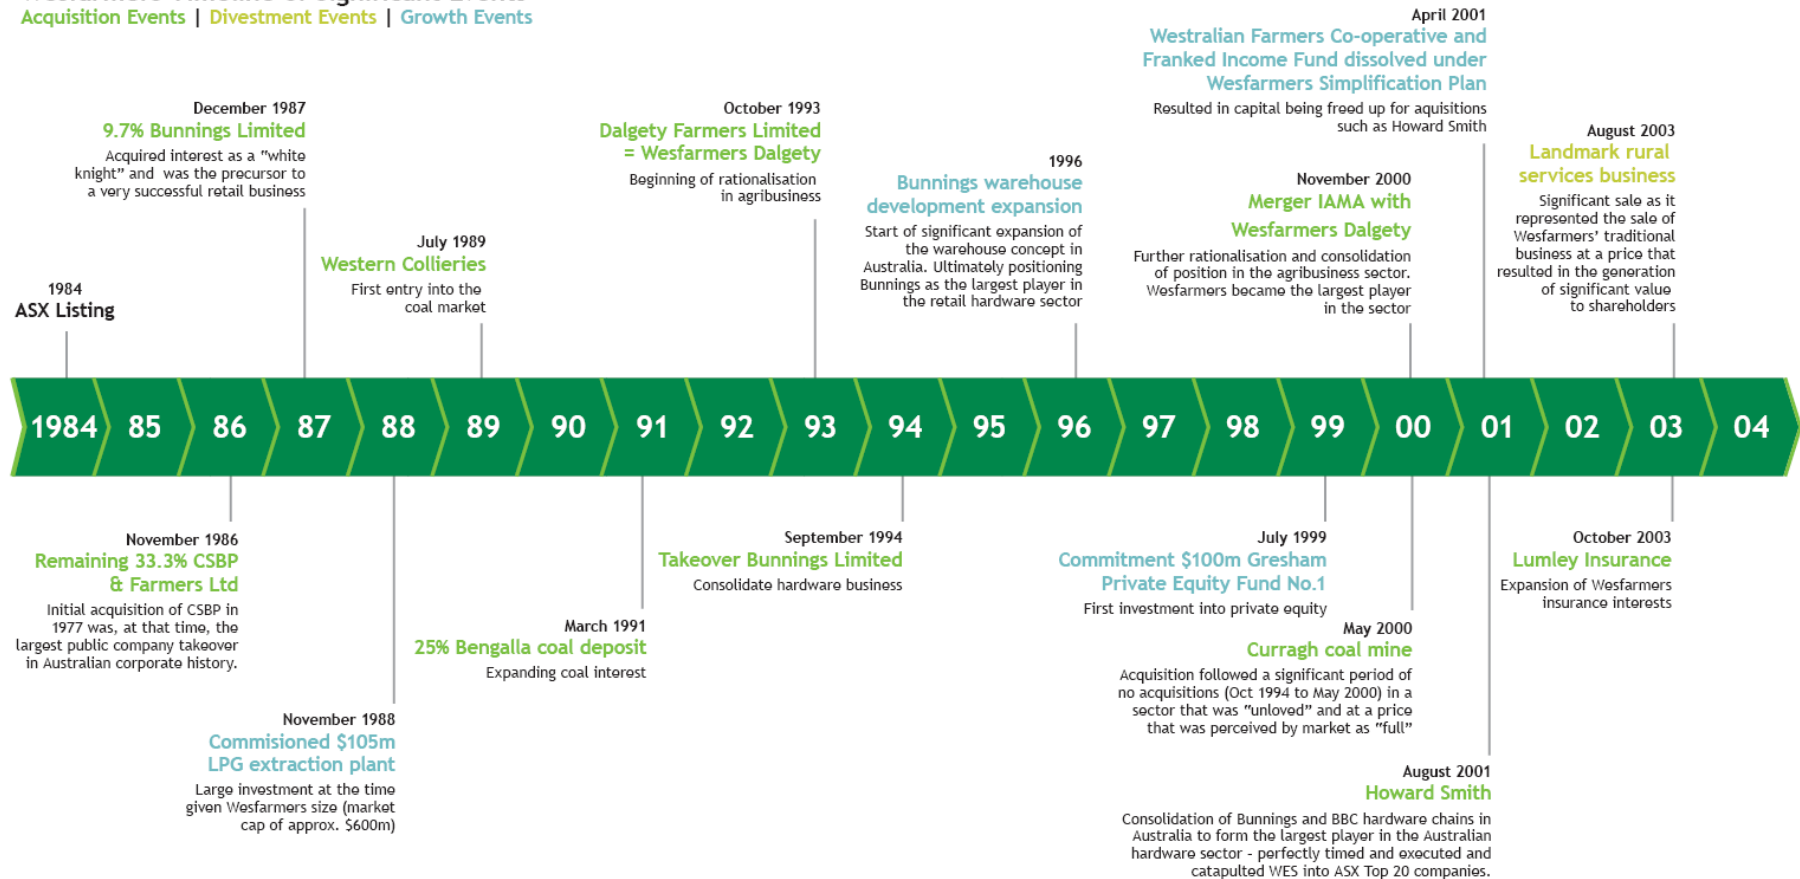 Wesfarmers Timeline of Significant Events
Acquisition Events | Divestment Events | Growth Events
1984
ASX Listing
December 1987
9.7% Bunnings Limited
Acquired interest as a "white
knight" and was the precursor to
a very successful retail business
July 1989
Western Collieries
First entry into the
coal market
October 1993
Dalgety Farmers Limited
= Wesfarmers Dalgety
Beginning of rationalisation
in agribusiness
1996
Bunnings warehouse
development expansion
Start of significant expansion of
the warehouse concept in
Australia. Ultimately positioning
Bunnings as the largest player in
the retail hardware sector
November 2000
Merger IAMA with
Wesfarmers Dalgety
Further rationalisation and consolidation
of position in the agribusiness sector.
Wesfarmers became the largest player
in the sector
April 2001
Westralian Farmers Co-operative and
Franked Income Fund dissolved under
Wesfarmers Simplification Plan
Resulted in capital being freed up for aquisitions
such as Howard Smith
August 2003
Landmark rural
services business
Significant sale as it
represented the sale of
Wesfarmers' traditional
business at a price that
resulted in the generation
of significant value
to shareholders
1984 85 86 87 88 89 90 91 92 93 94 95 96 97 98 99 00 01 02 03 04
November 1986
Remaining 33.3% CSBP
& Farmers Ltd
Initial acquisition of CSBP in
1977 was, at that time, the
largest public company takeover
in Australian corporate history.
November 1988
Commisioned $105m
LPG extraction plant
Large investment at the time
given Wesfarmers size (market
cap of approx. $600m)
March 1991
25% Bengalla coal deposit
Expanding coal interest
September 1994
Takeover Bunnings Limited
Consolidate hardware business
July 1999
Commitment $100m Gresham
Private Equity Fund No.1
First investment into private equity
May 2000
Curragh coal mine
Acquisition followed a significant period of
no acquisitions (Oct 1994 to May 2000) in a
sector that was "unloved" and at a price
that was perceived by market as "full"
August 2001
Howard Smith
Consolidation of Bunnings and BBC hardware chains in
Australia to form the largest player in the Australian
hardware sector - perfectly timed and executed and
catapulted WES into ASX Top 20 companies.
October 2003
Lumley Insurance
Expansion of Wesfarmers
insurance interests